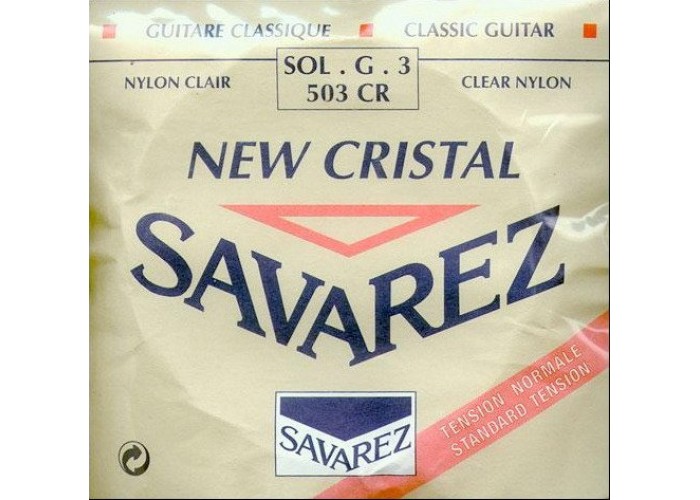 GUITARE CLASSIQUE CLASSIC GUITAR
NYLON CLAIR
SOL . G . 3
503 CR
CLEAR NYLON
NEW CRISTAL
SAVAREZ
TENSION NORMALE
STANDARD TENSION
SAVAREZ